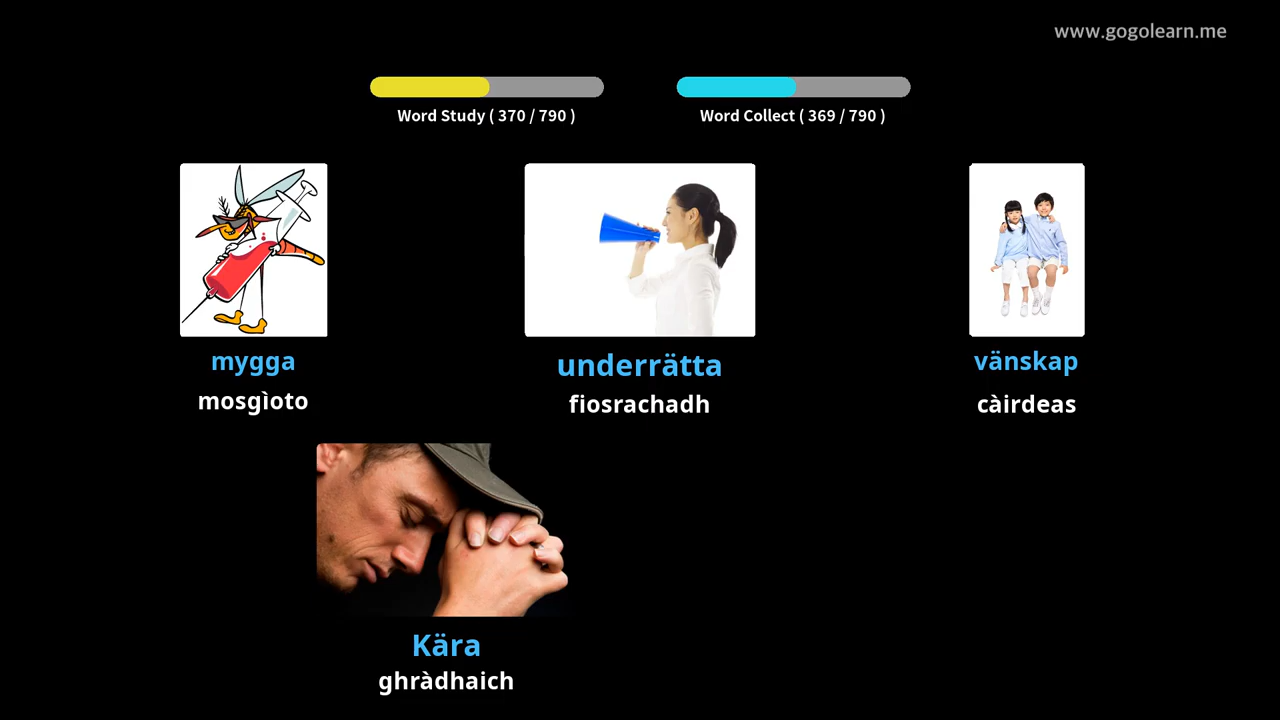 www.gogolearn.me
Word Study ( 370 / 790 )
Word Collect ( 369 / 790 )
mygga
mosgìoto
underrätta
fiosrachadh
vänskap
càirdeas
Kära
ghràdhaich